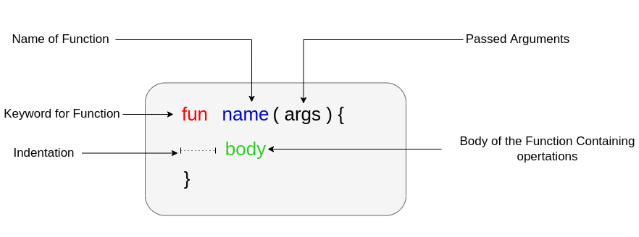 Name of Function
Passed Arguments
Keyword for Function
fun name ( args ) {
Indentation
body
Body of the Function Containing
opertations
}